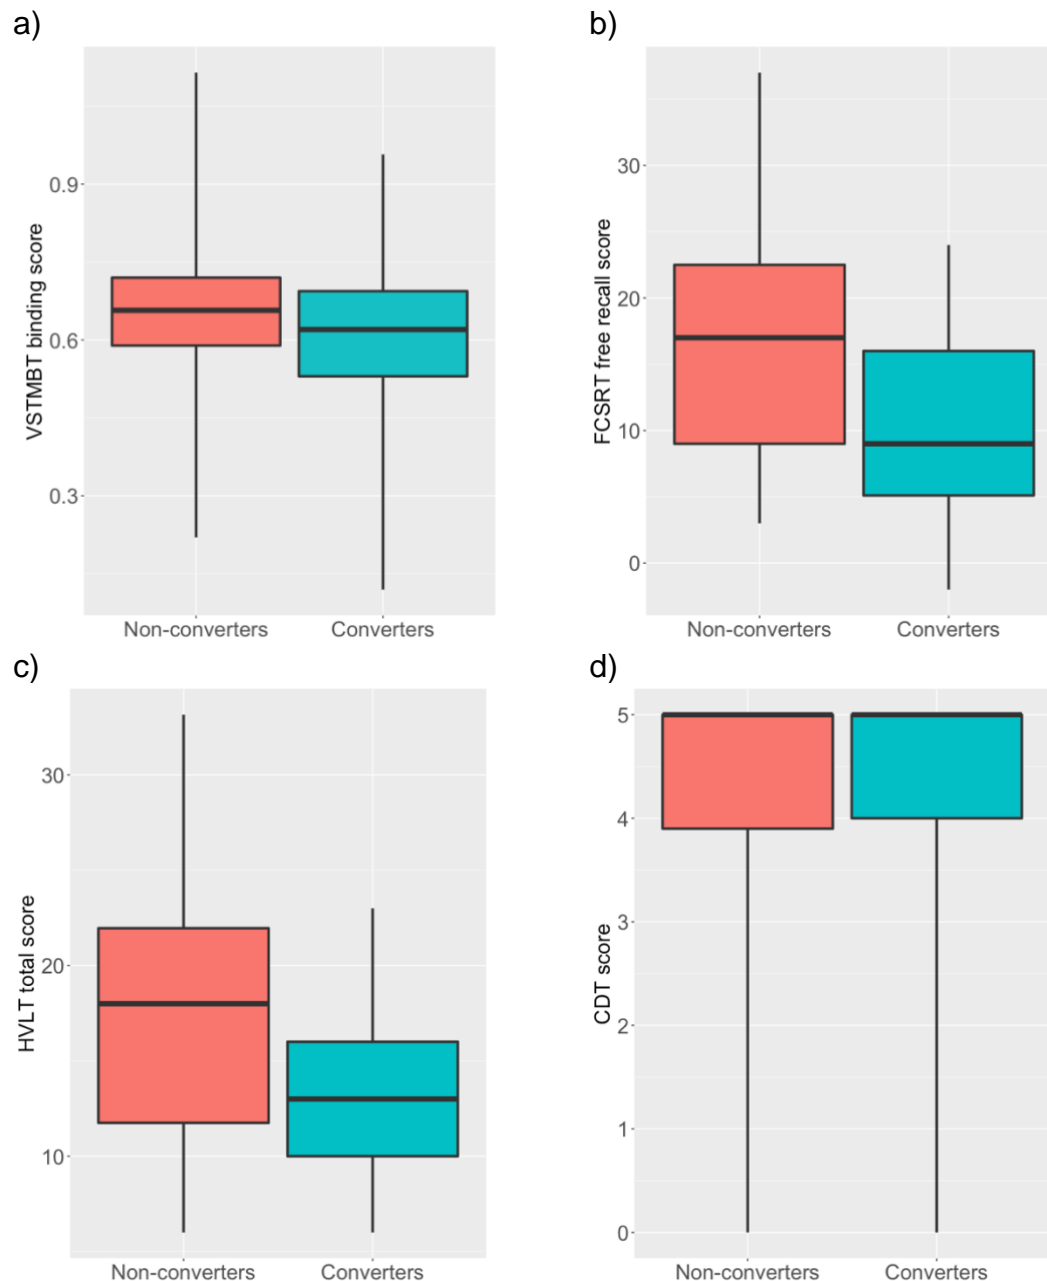 a)
VSTMBT binding score
0.9
0.6
0.3
Non-converters
Converters
b)
FCSRT free recall score
30
20
10
0
Non-converters
Converters
c)
HVLT total score
30
20
10
Non-converters
Converters
d)
CDT score
5
4
3
2
1
0
Non-converters
Converters